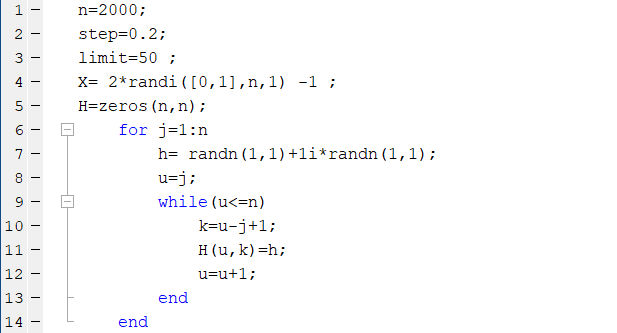 1 – n=2000;
2 – step=0.2;
3 – limit=50 ;
4 – X= 2*randi([0,1],n,1) -1 ;
5 – H=zeros(n,n);
6 – for j=1:n
7 – h= randn(1,1)+1i*randn(1,1);
8 – u=j;
9 – while(u<=n)
10 – k=u-j+1;
11 – H(u,k)=h;
12 – u=u+1;
13 – end
14 – end